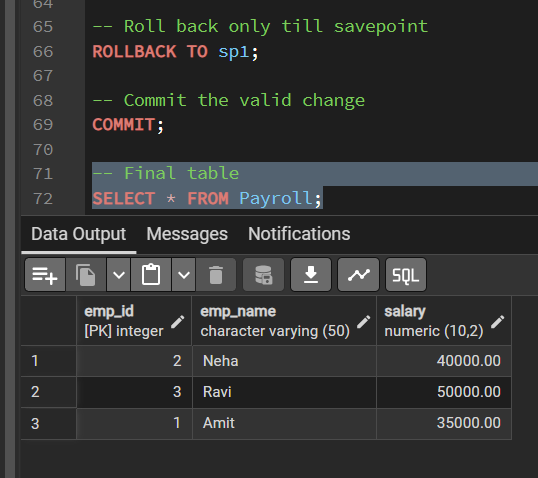 64
65 -- Roll back only till savepoint
66 ROLLBACK TO sp1;
67
68 -- Commit the valid change
69 COMMIT;
70
71 -- Final table
72 SELECT * FROM Payroll;
Data Output Messages Notifications
SQL
emp_id emp_name salary
[PK] integer character varying (50) numeric (10,2)
1 2 Neha 40000.00
2 3 Ravi 50000.00
3 1 Amit 35000.00